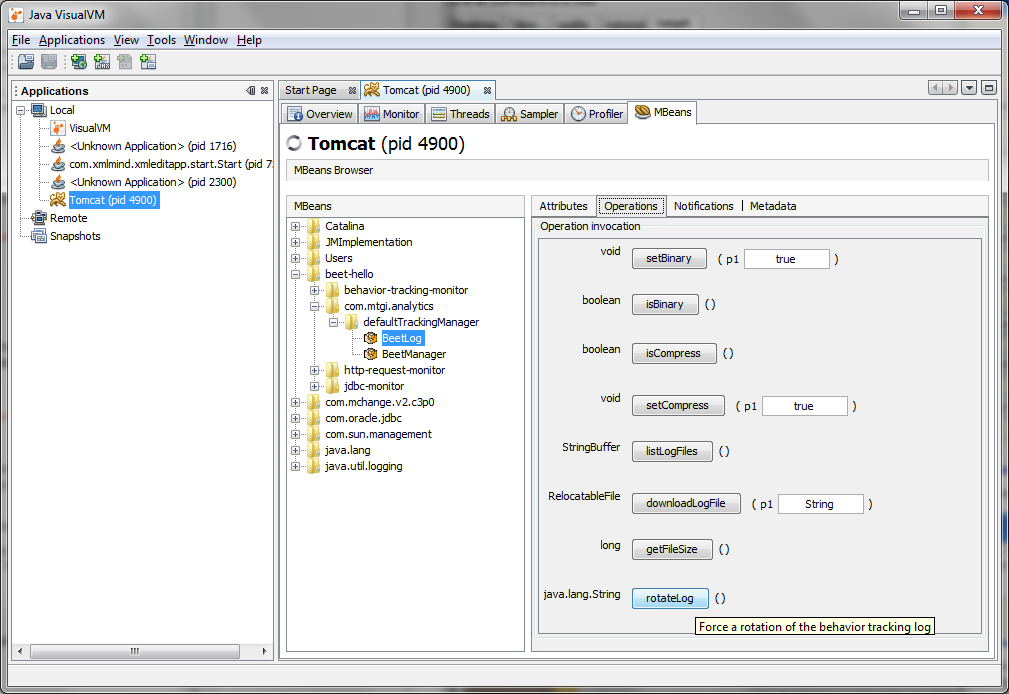 Java VisualVM
File Applications View Tools Window Help
Applications
Local
VisualVM
<Unknown Application> (pid 1716)
com.xmlmind.xmleditapp.start.Start (pid 7
<Unknown Application> (pid 2300)
Tomcat (pid 4900)
Remote
Snapshots
Start Page Tomcat (pid 4900)
Overview Monitor Threads Sampler Profiler MBeans
Tomcat (pid 4900)
MBeans Browser
MBeans
Catalina
JMImplementation
Users
beet-hello
behavior-tracking-monitor
com.mtgi.analytics
defaultTrackingManager
BeetLog
BeetManager
http-request-monitor
jdbc-monitor
com.mchange.v2.c3p0
com.oracle.jdbc
com.sun.management
java.lang
java.util.logging
Attributes Operations Notifications Metadata
Operation invocation
void setBinary ( p1 true )
boolean isBinary ()
boolean isCompress ()
void setCompress ( p1 true )
StringBuffer listLogFiles ()
RelocatableFile downloadLogFile ( p1 String )
long getFileSize ()
java.lang.String rotateLog ()
Force a rotation of the behavior tracking log